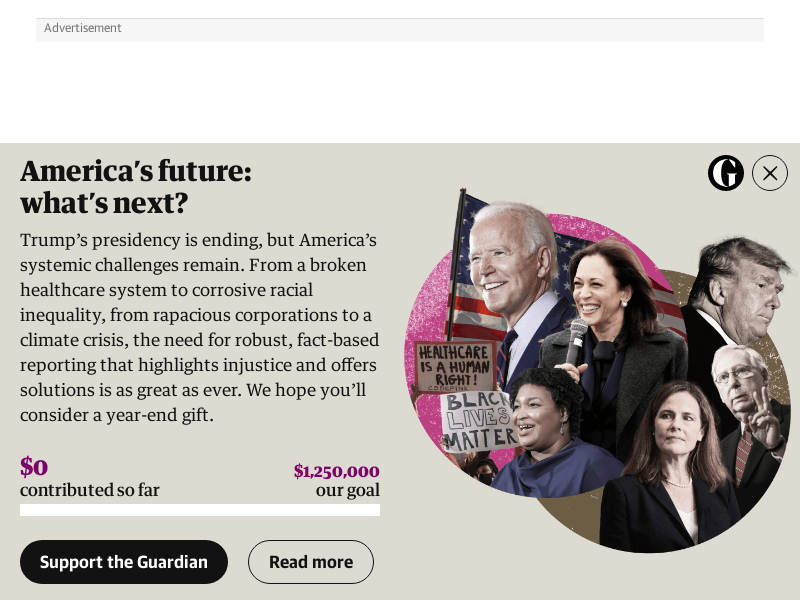 Advertisement
America’s future:
what’s next?
Trump’s presidency is ending, but America’s
systemic challenges remain. From a broken
healthcare system to corrosive racial
inequality, from rapacious corporations to a
climate crisis, the need for robust, fact-based
reporting that highlights injustice and offers
solutions is as great as ever. We hope you’ll
consider a year-end gift.
$0
contributed so far
$1,250,000
our goal
Support the Guardian
Read more
G
HEALTHCARE
IS A HUMAN
RIGHT!
CODEPINK
BLACK
LIVES
MATTER